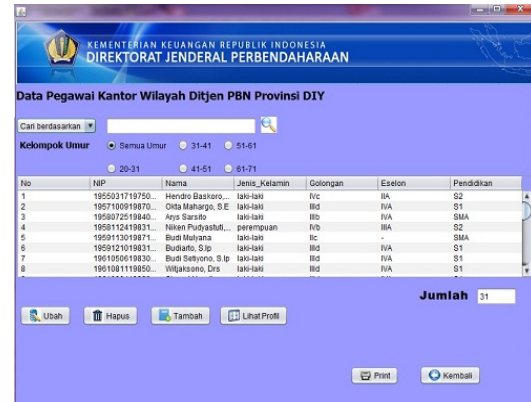 KEMENTERIAN KEUANGAN REPUBLIK INDONESIA
DIREKTORAT JENDERAL PERBENDAHARAAN
Data Pegawai Kantor Wilayah Ditjen PBN Provinsi DIY
Cari berdasarkan
Kelompok Umur Semua Umur 31-41 51-61
20-31 41-51 61-71
No NIP Nama Jenis_Kelamin Golongan Eselon Pendidikan
1 1955031719750... Hendro Baskoro,... laki-laki IVc IIA S2
2 1957100919870... Okta Mahargo, S.E laki-laki IIId IVA S1
3 1958072519840... Arys Sarsito laki-laki IIIb IVA SMA
4 1958112419831... Niken Pudyastuti,... perempuan IVb IIIA S2
5 1959113019871... Budi Mulyana laki-laki IIc - SMA
6 1959121019831... Budiarto, S.Ip laki-laki IIId IVA S1
7 1961050619830... Budi Setiyono, S.Ip laki-laki IIId IVA S1
8 1961081119850... Witjaksono, Drs laki-laki IIId IVA S1
Jumlah 31
Ubah Hapus Tambah Lihat Profil
Print Kembali